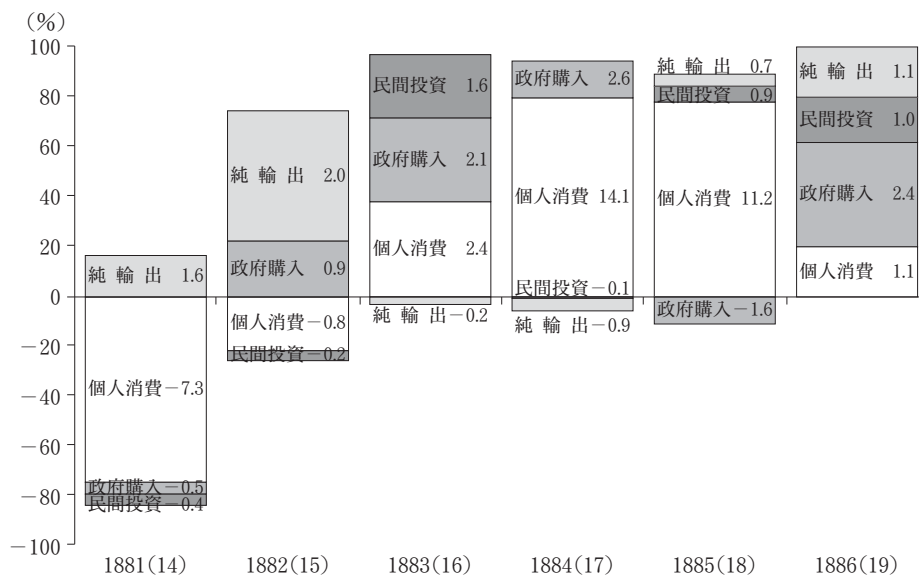 (%)
100
80
60
40
20
0
－20
－40
－60
－80
－100
純輸出 1.6
個人消費－7.3
政府購入－0.5
民間投資－0.4
純輸出 2.0
政府購入 0.9
個人消費－0.8
民間投資－0.2
民間投資 1.6
政府購入 2.1
個人消費 2.4
純輸出－0.2
政府購入 2.6
個人消費 14.1
民間投資－0.1
純輸出－0.9
純輸出 0.7
民間投資 0.9
個人消費 11.2
政府購入－1.6
純輸出 1.1
民間投資 1.0
政府購入 2.4
個人消費 1.1
1881(14) 1882(15) 1883(16) 1884(17) 1885(18) 1886(19)